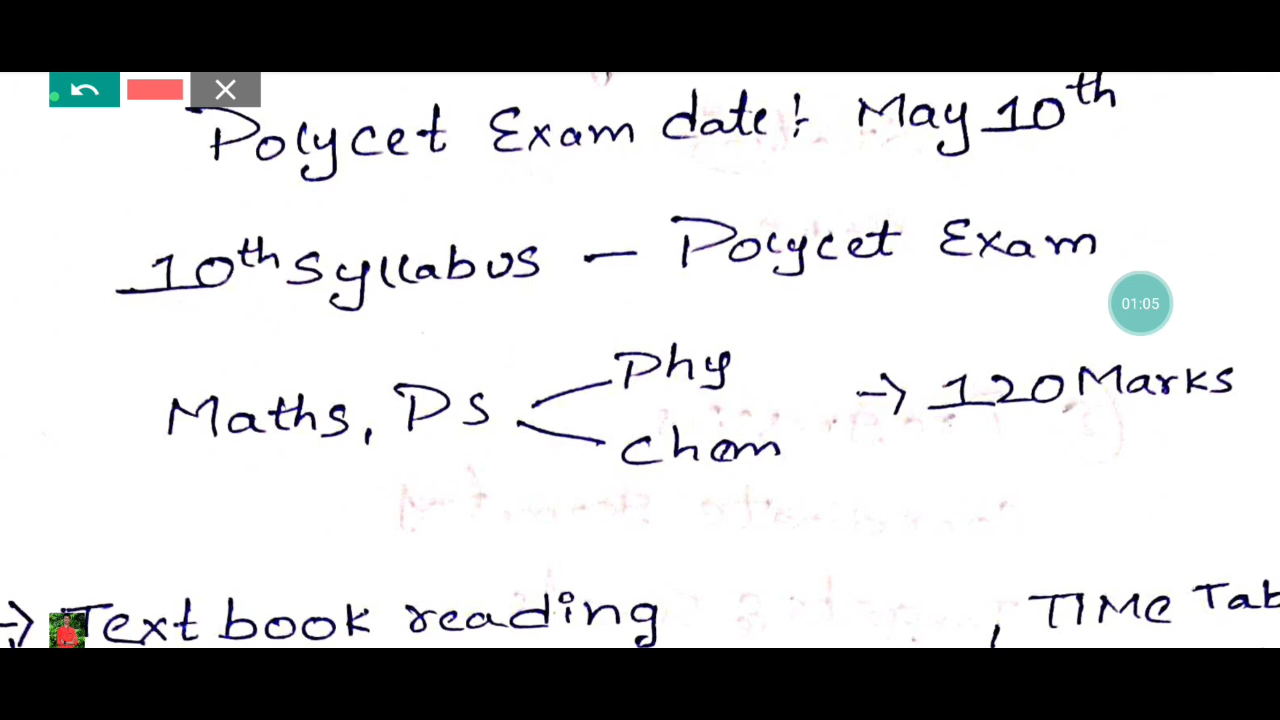 Polycet Exam date: May 10th
10th syllabus - Polycet Exam
01:05
Phy
Maths, PS → 120 Marks
Chem
→ Text book reading , TIME Tab